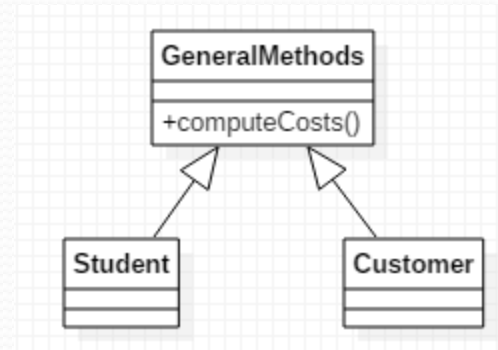 GeneralMethods
+computeCosts()
Student
Customer